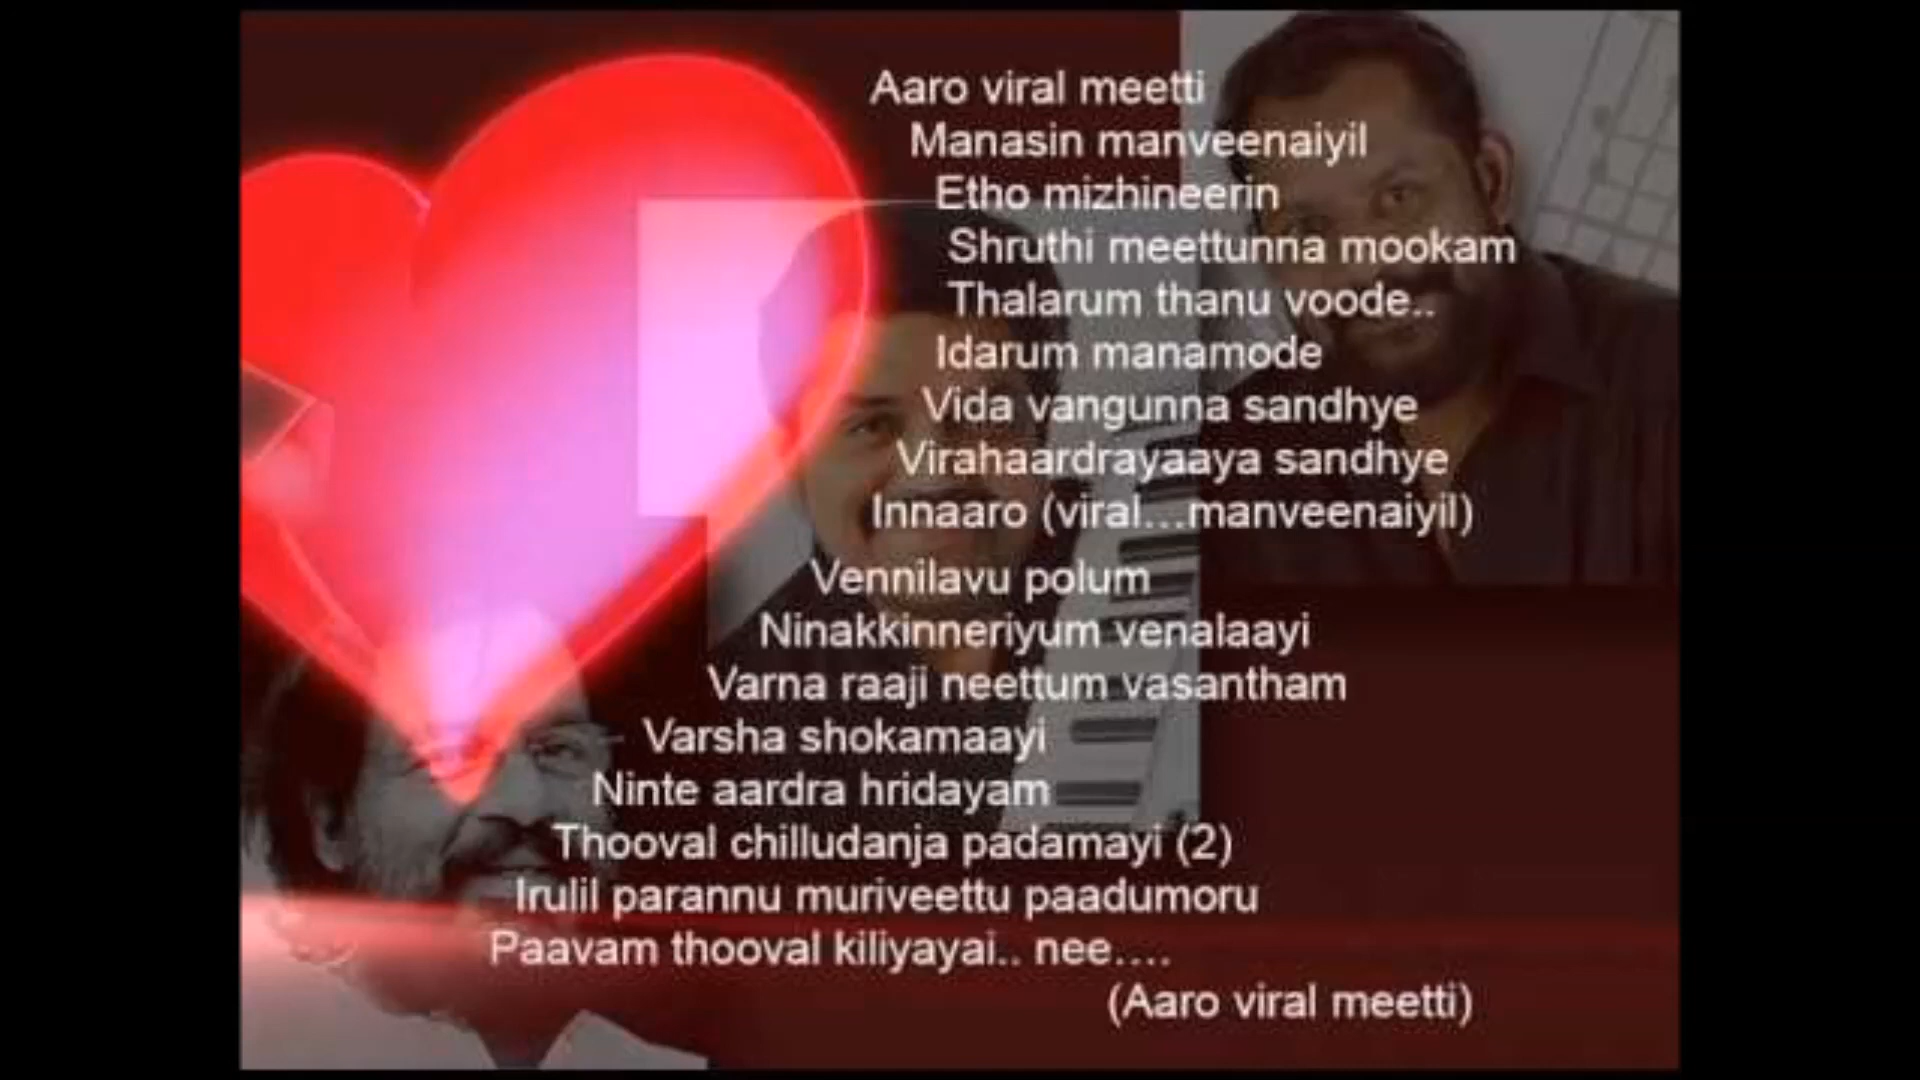 Aaro viral meetti
Manasin manveenaiyil
Etho mizhineerin
Shruthi meettunna mookam
Thalarum thanu voode..
Idarum manamode
Vida vangunna sandhye
Virahaardrayaaya sandhye
Innaaro (viral...manveenaiyil)
Vennilavu polum
Ninakkinneriyum venalaayi
Varna raaji neettum vasantham
Varsha shokamaayi
Ninte aardra hridayam
Thooval chilludanja padamayi (2)
Irulil parannu muriveettu paadumoru
Paavam thooval kiliyayai.. nee....
(Aaro viral meetti)